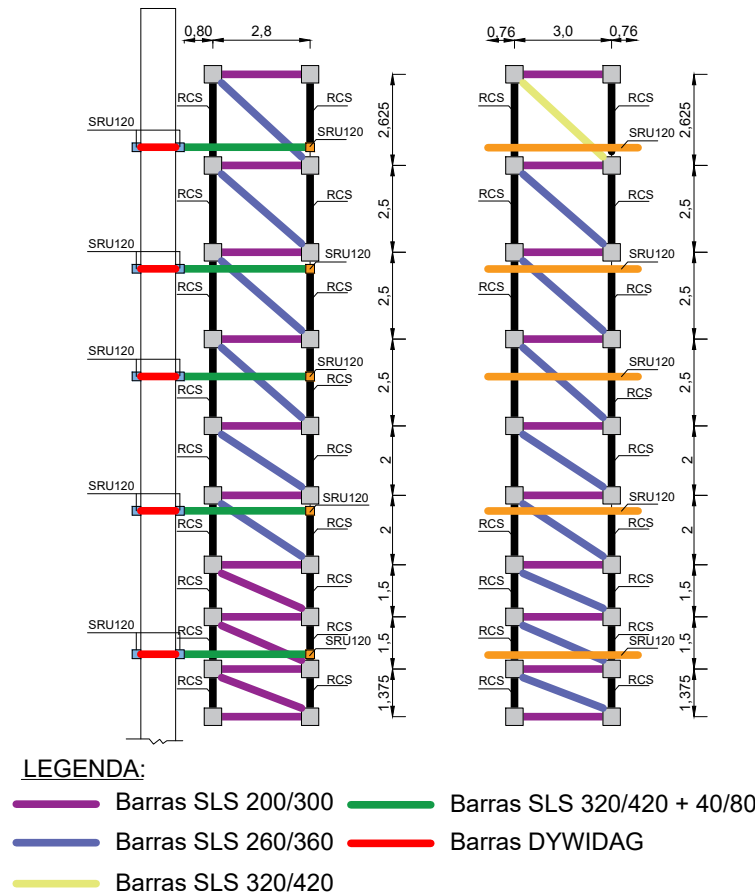 0,80 2,8 0,76 3,0 0,76
RCS RCS RCS RCS
2,625 2,625
SRU120 SRU120 SRU120
RCS RCS RCS RCS
2,5 2,5
SRU120 SRU120 SRU120
RCS RCS RCS RCS
2,5 2,5
SRU120 SRU120 SRU120
RCS RCS RCS RCS
2,5 2,5
RCS RCS RCS RCS
2 2
SRU120 SRU120 SRU120
RCS RCS RCS RCS
2 2
RCS RCS RCS RCS
1,5 1,5
SRU120 RCS RCS RCS RCS
SRU120 SRU120
1,5 1,5
RCS RCS RCS RCS
1,375 1,375
LEGENDA:
Barras SLS 200/300 Barras SLS 320/420 + 40/80
Barras SLS 260/360 Barras DYWIDAG
Barras SLS 320/420